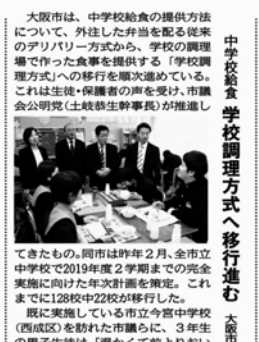 中学校給食 学校調理方式へ移行進む 大阪市
大阪市は、中学校給食の提供方法
について、外注した弁当を配る従来
のデリバリー方式から、学校の調理
場で作った食事を提供する「学校調
理方式」への移行を順次進めている。
これは生徒・保護者の声を受け、市議
会公明党(土岐恭生幹事長)が推進し
てきたもの。同市は昨年2月、全市立
中学校で2019年度2学期までの完全
実施に向けた年次計画を策定。これ
までに128校中22校が移行した。
既に実施している市立今宮中学校
(西成区)を訪れた市議らに、3年生